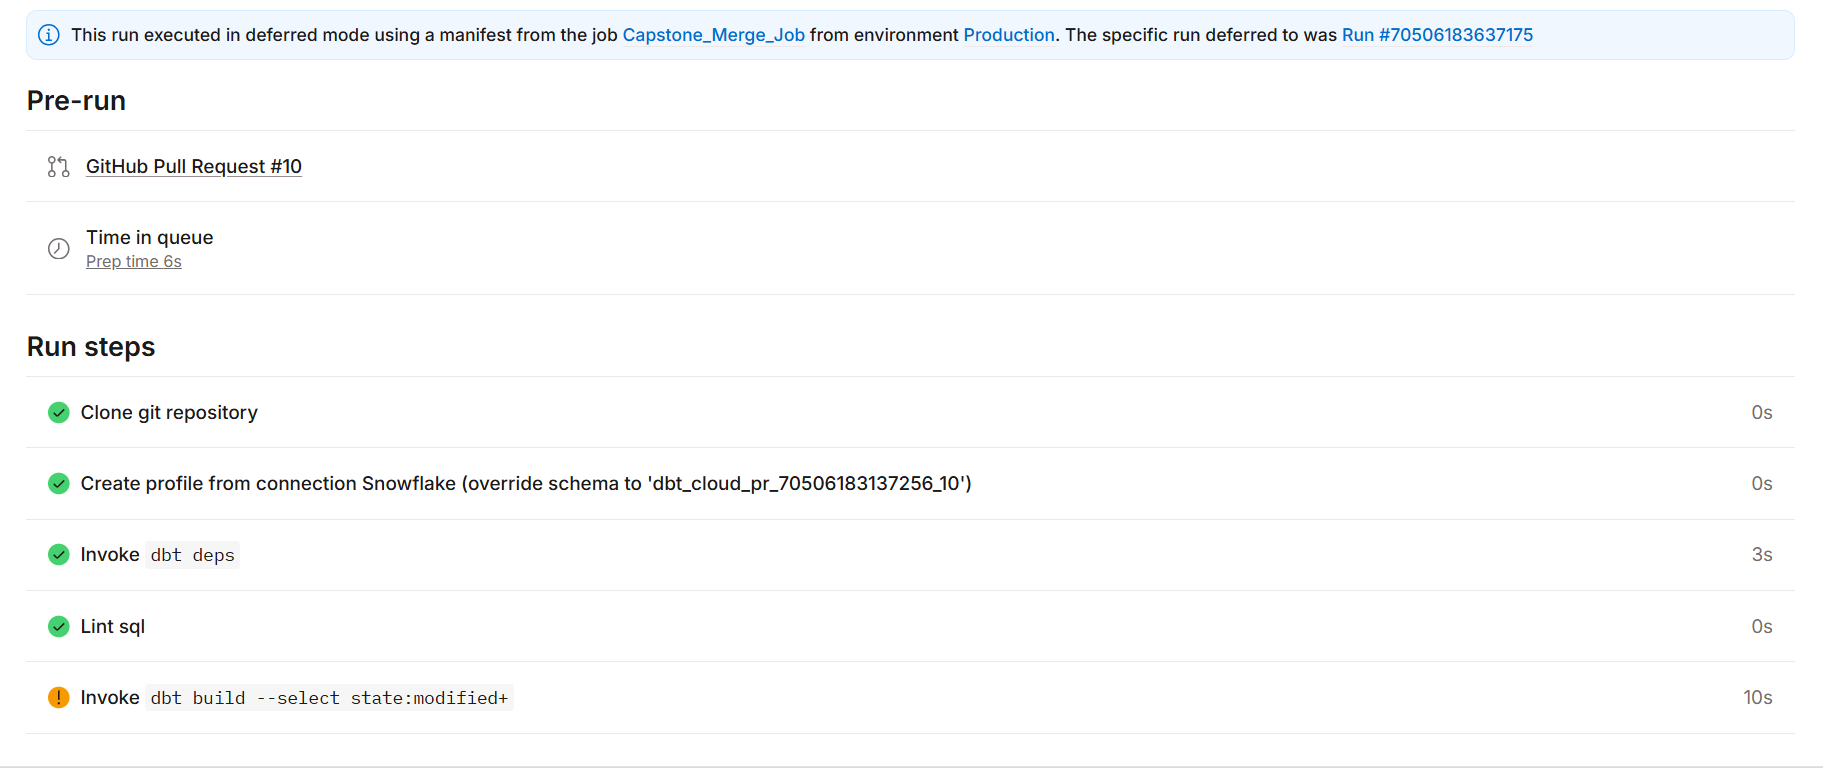 This run executed in deferred mode using a manifest from the job Capstone_Merge_Job from environment Production. The specific run deferred to was Run #70506183637175
Pre-run
GitHub Pull Request #10
Time in queue
Prep time 6s
Run steps
Clone git repository 0s
Create profile from connection Snowflake (override schema to 'dbt_cloud_pr_70506183137256_10') 0s
Invoke dbt deps 3s
Lint sql 0s
Invoke dbt build --select state:modified+ 10s